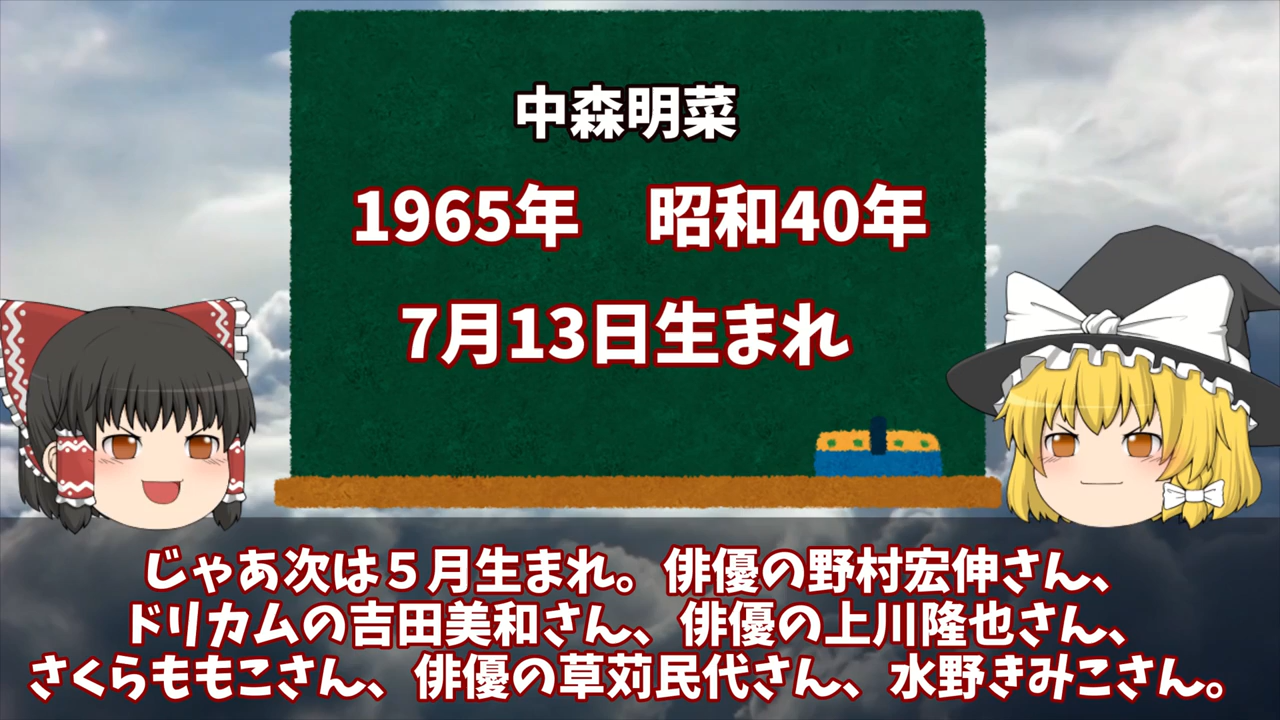 中森明菜
1965年　昭和40年
7月13日生まれ
じゃあ次は５月生まれ。俳優の野村宏伸さん、
ドリカムの吉田美和さん、俳優の上川隆也さん、
さくらももこさん、俳優の草苅民代さん、水野きみこさん。